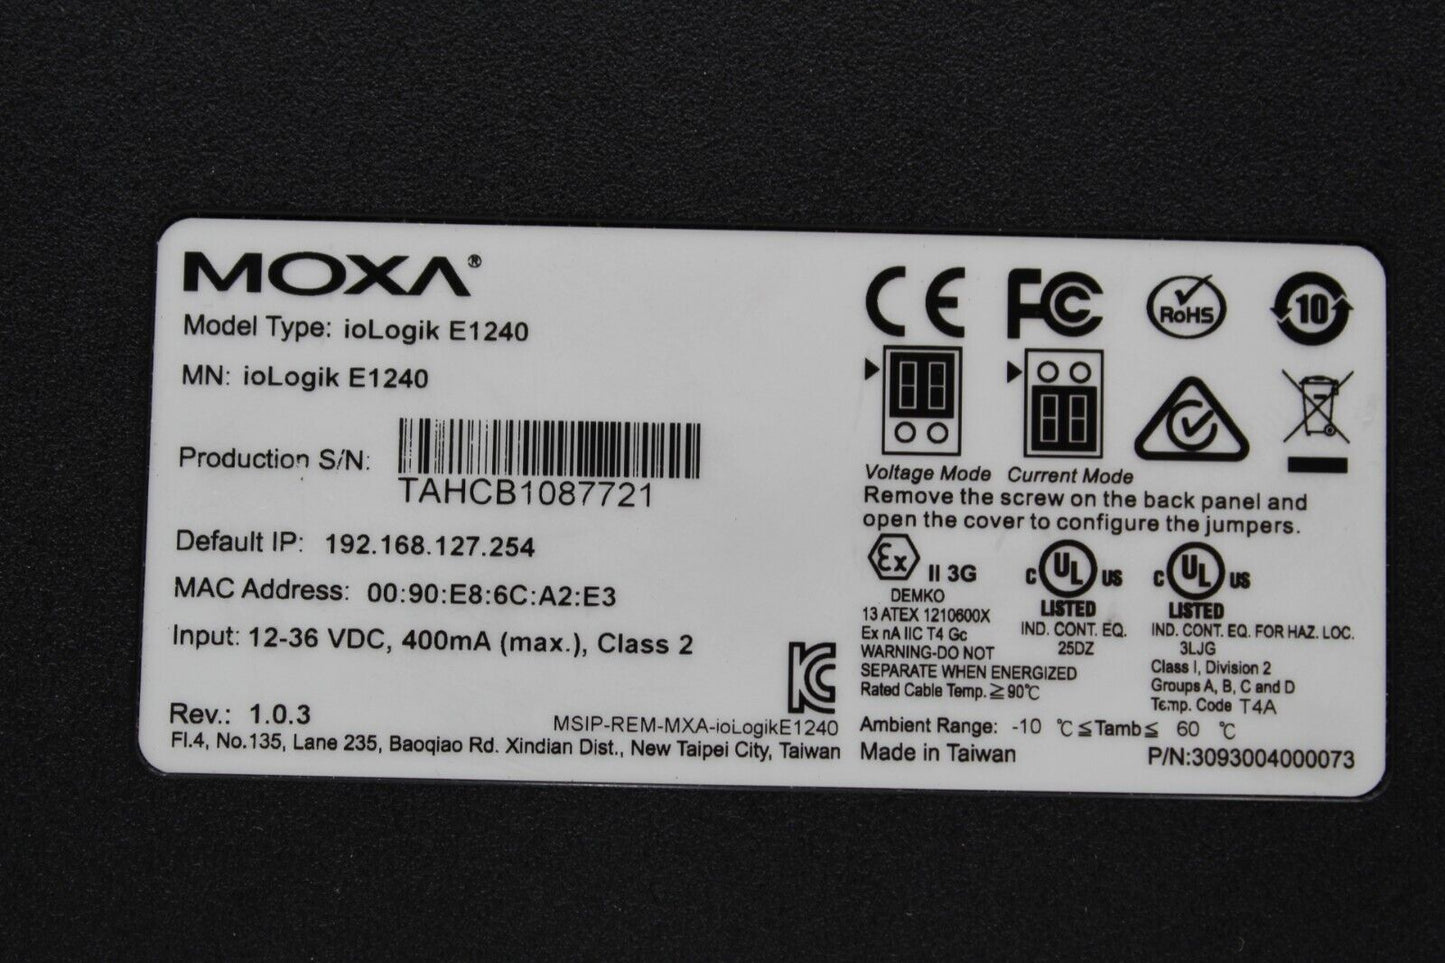 MOXA®
Model Type: ioLogik E1240
MN: ioLogik E1240
Production S/N:
TAHCB1087721
Default IP: 192.168.127.254
MAC Address: 00:90:E8:6C:A2:E3
Input: 12-36 VDC, 400mA (max.), Class 2
Rev.: 1.0.3
MSIP-REM-MXA-ioLogikE1240
Fl.4, No.135, Lane 235, Baoqiao Rd. Xindian Dist., New Taipei City, Taiwan
CE FC RoHS 10
Voltage Mode Current Mode
Remove the screw on the back panel and
open the cover to configure the jumpers.
Ex II 3G
DEMKO
13 ATEX 1210600X
Ex nA IIC T4 Gc
WARNING-DO NOT
SEPARATE WHEN ENERGIZED
Rated Cable Temp.≧90℃
C UL US
LISTED
IND. CONT. EQ.
25DZ
C UL US
LISTED
IND. CONT. EQ. FOR HAZ. LOC.
3LJG
Class I, Division 2
Groups A, B, C and D
Temp. Code T4A
Ambient Range: -10 ℃≦Tamb≦ 60 ℃
Made in Taiwan
P/N:3093004000073